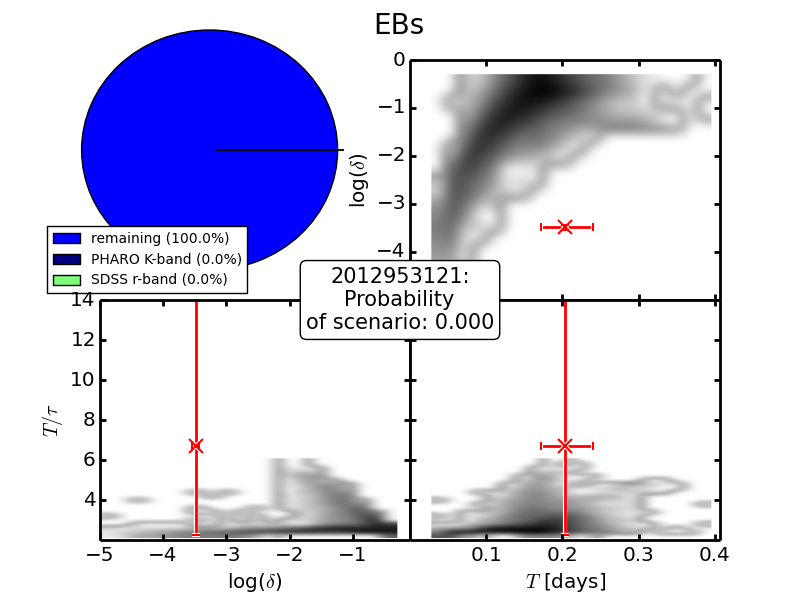 EBs
remaining (100.0%)
PHARO K-band (0.0%)
SDSS r-band (0.0%)
0
−1
−2
−3
−4
log(δ)
2012953121:
Probability
of scenario: 0.000
14
12
10
8
6
4
T/τ
−5 −4 −3 −2 −1
log(δ)
0.1 0.2 0.3 0.4
T [days]